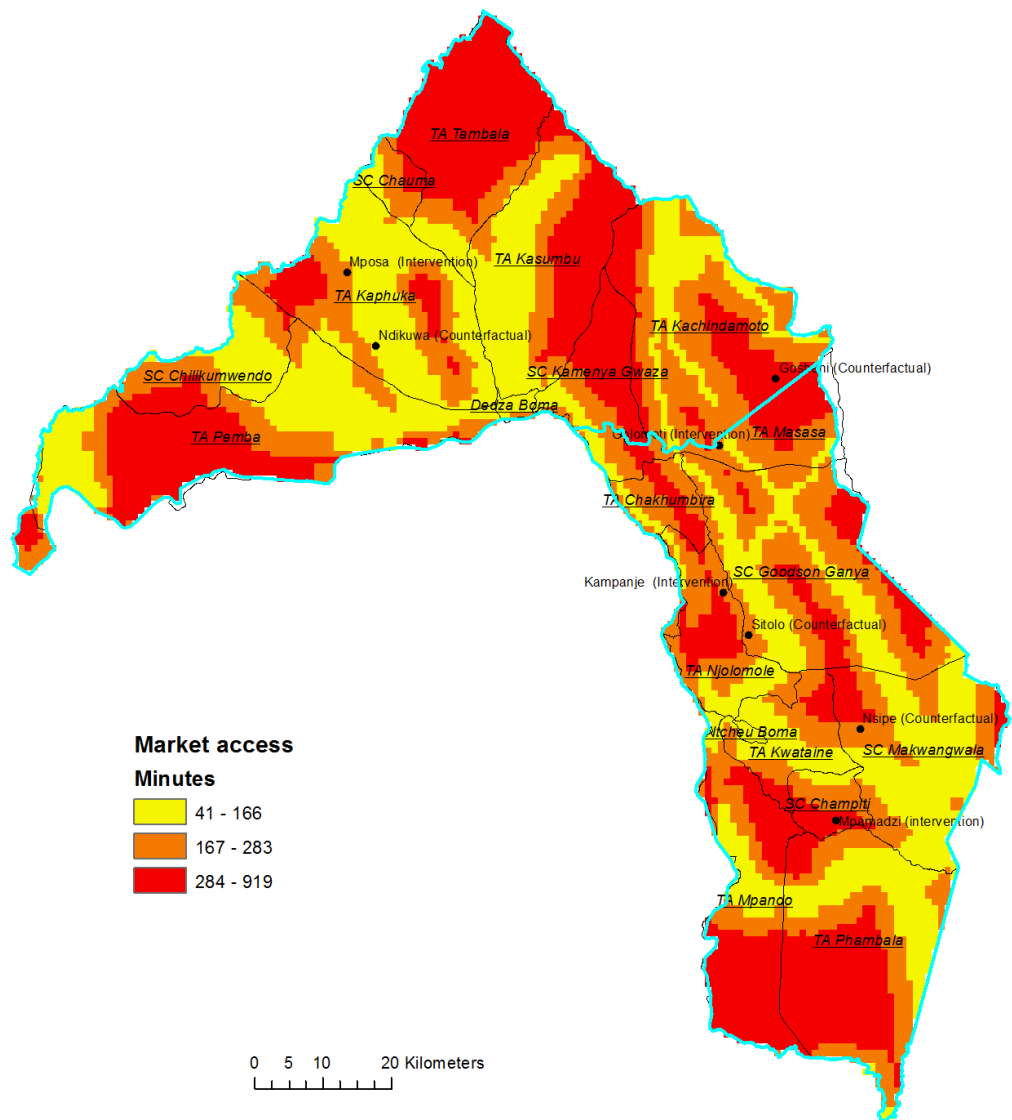 TA Tambala
SC Chauma
TA Kasumbu
Mposa (Intervention)
TA Kaphuka
TA Kachindamoto
Ndikuwa (Counterfactual)
SC Kamenya Gwaza
(Counterfactual)
SC Chilikumwendo
Dedza Boma
TA Pemba
(Intervention)
TA Masasa
TA Chakhumbira
SC Goodson Ganya
Kampanje (Intervention)
Sitolo (Counterfactual)
TA Njolomole
Nsipe (Counterfactual)
Ntcheu Boma
TA Kwataine
SC Makwangwala
Market access
Minutes
41 - 166
167 - 283
284 - 919
SC Champiti
Mpamadzi (intervention)
TA Mpando
TA Phambala
0 5 10 20 Kilometers